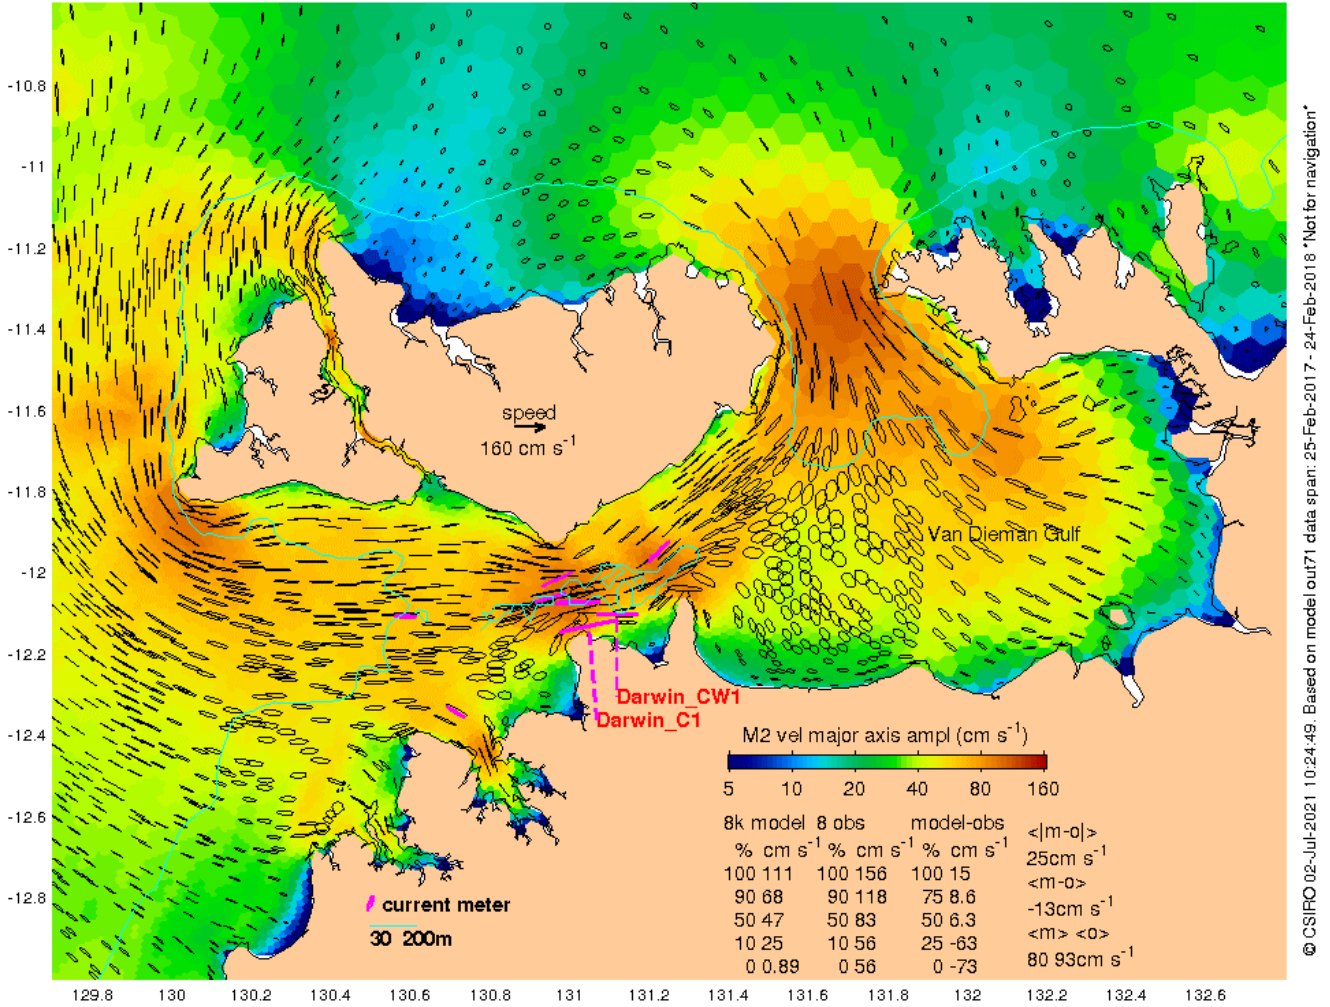 -10.8
-11
-11.2
-11.4
-11.6
-11.8
-12
-12.2
-12.4
-12.6
-12.8
129.8 130 130.2 130.4 130.6 130.8 131 131.2 131.4 131.6 131.8 132 132.2 132.4 132.6
speed
160 cm s⁻¹
Van Dieman Gulf
Darwin_CW1
Darwin_C1
M2 vel major axis ampl (cm s⁻¹)
5 10 20 40 80 160
8k model 8 obs model-obs
% cm s⁻¹ % cm s⁻¹ % cm s⁻¹
100 111 100 156 100 15
90 68 90 118 75 8.6
50 47 50 83 50 6.3
10 25 10 56 25 -63
0 0.89 0 56 0 -73
<|m-o|>
25cm s⁻¹
<m-o>
-13cm s⁻¹
<m> <o>
80 93cm s⁻¹
current meter
30 200m
© CSIRO 02-Jul-2021 10:24:49. Based on model out71 data span: 25-Feb-2017 - 24-Feb-2018 *Not for navigation*